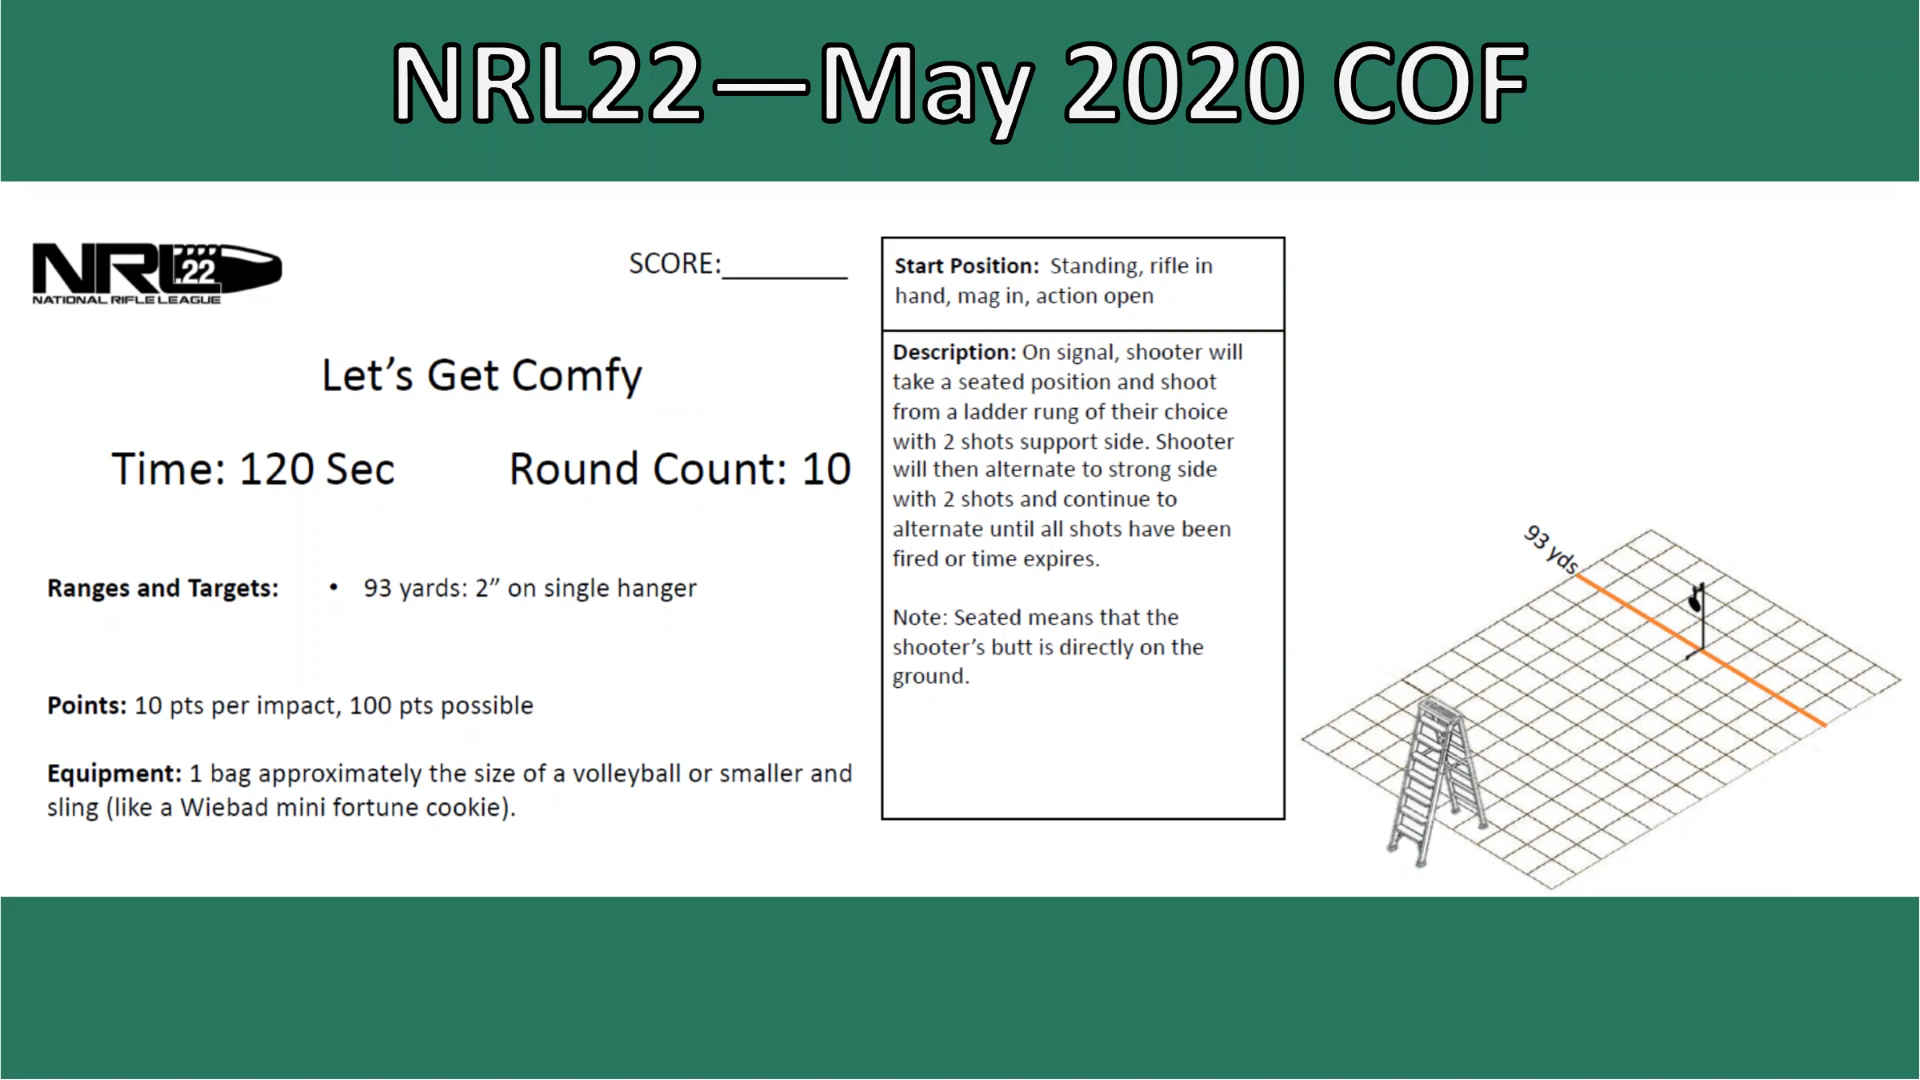 NRL22—May 2020 COF
NRL.22
NATIONAL RIFLE LEAGUE
SCORE:_________
Let’s Get Comfy
Time: 120 Sec Round Count: 10
Ranges and Targets: • 93 yards: 2” on single hanger
Points: 10 pts per impact, 100 pts possible
Equipment: 1 bag approximately the size of a volleyball or smaller and
sling (like a Wiebad mini fortune cookie).
Start Position: Standing, rifle in
hand, mag in, action open
Description: On signal, shooter will
take a seated position and shoot
from a ladder rung of their choice
with 2 shots support side. Shooter
will then alternate to strong side
with 2 shots and continue to
alternate until all shots have been
fired or time expires.
Note: Seated means that the
shooter’s butt is directly on the
ground.
93 yds